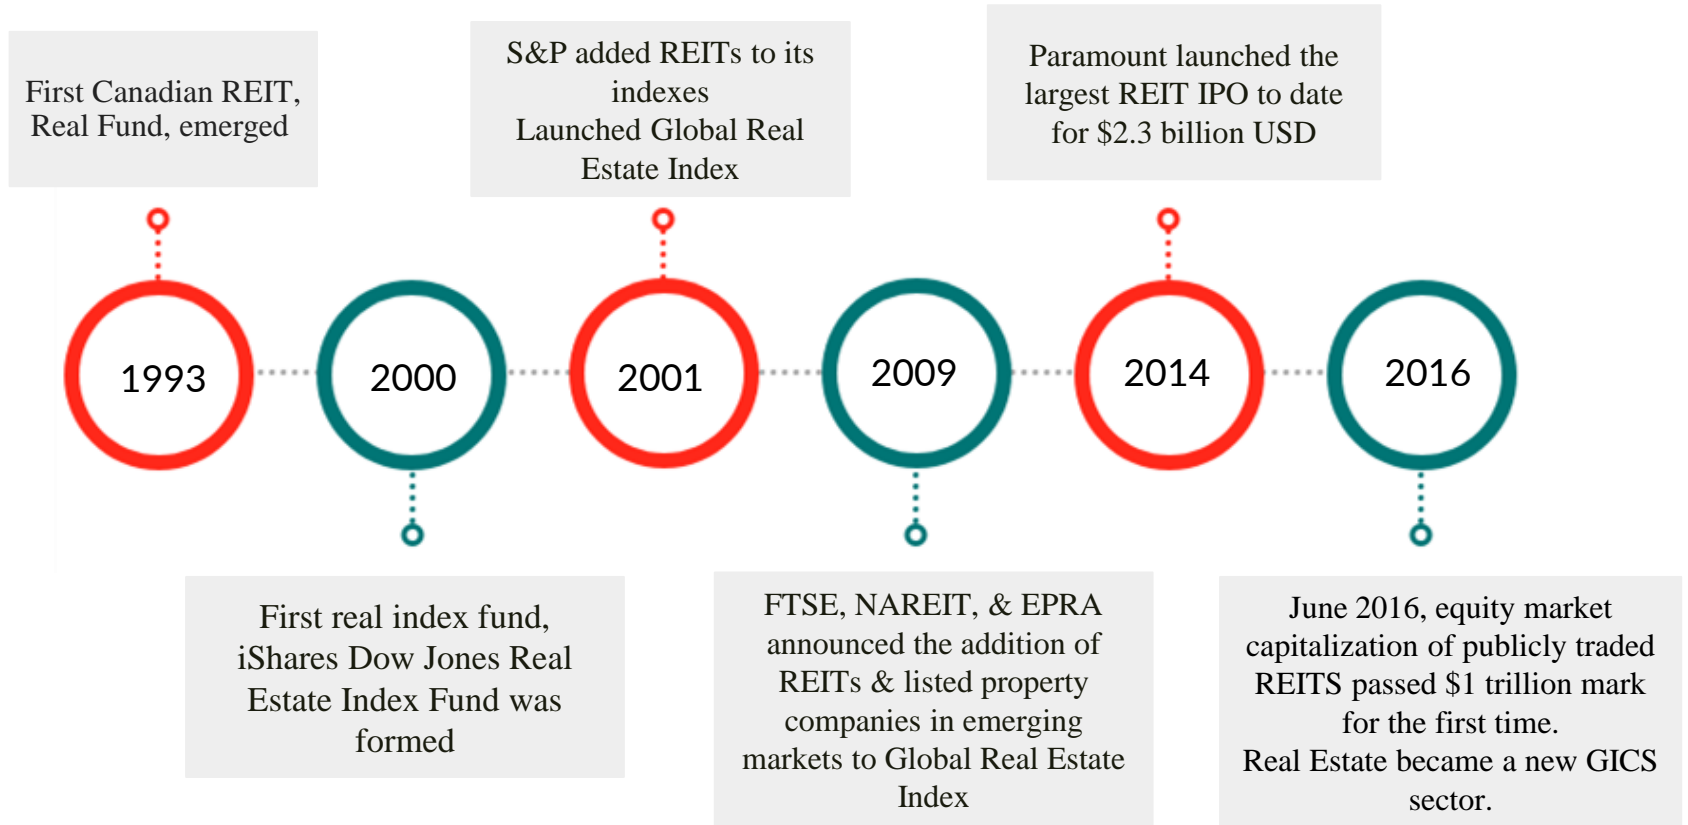 First Canadian REIT,
Real Fund, emerged
S&P added REITs to its
indexes
Launched Global Real
Estate Index
Paramount launched the
largest REIT IPO to date
for $2.3 billion USD
1993
2000
2001
2009
2014
2016
First real index fund,
iShares Dow Jones Real
Estate Index Fund was
formed
FTSE, NAREIT, & EPRA
announced the addition of
REITs & listed property
companies in emerging
markets to Global Real Estate
Index
June 2016, equity market
capitalization of publicly traded
REITS passed $1 trillion mark
for the first time.
Real Estate became a new GICS
sector.